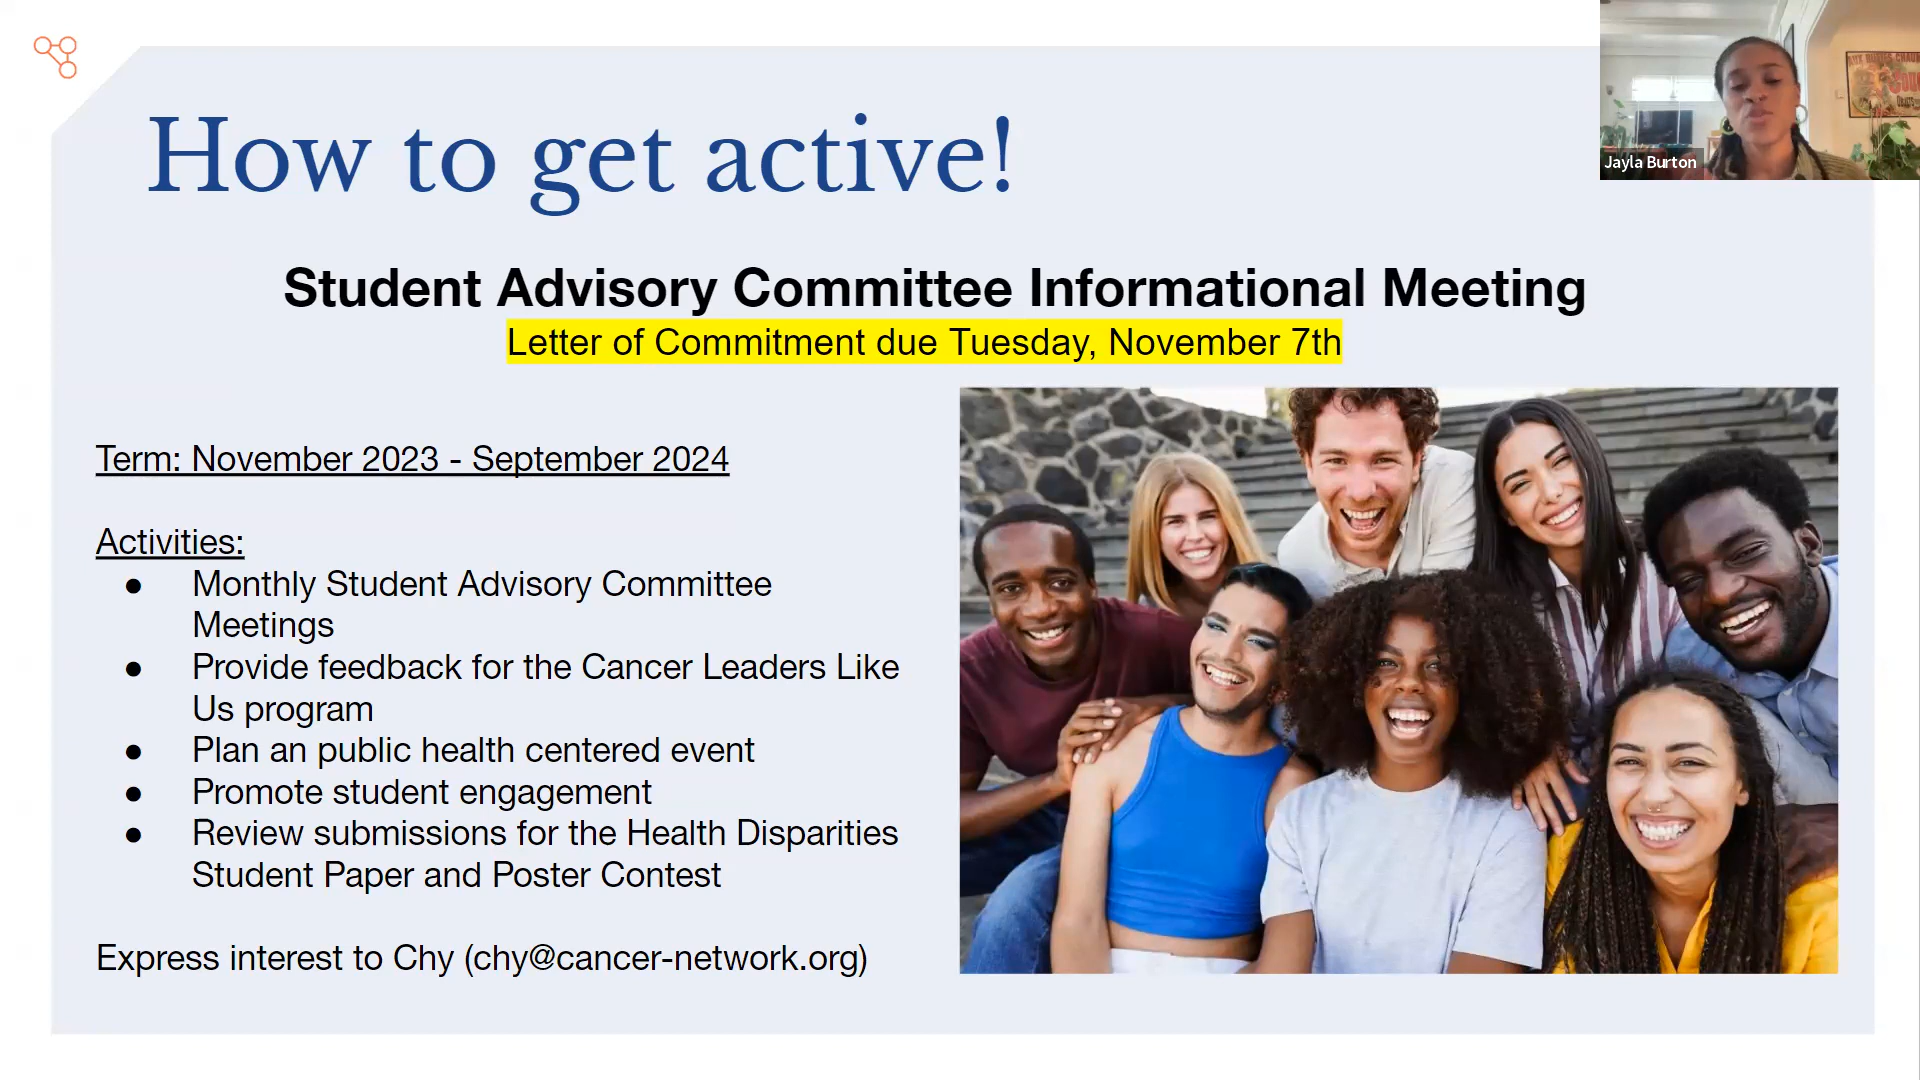 How to get active!
Jayla Burton
Student Advisory Committee Informational Meeting
Letter of Commitment due Tuesday, November 7th
Term: November 2023 - September 2024
Activities:
● Monthly Student Advisory Committee
Meetings
● Provide feedback for the Cancer Leaders Like
Us program
● Plan an public health centered event
● Promote student engagement
● Review submissions for the Health Disparities
Student Paper and Poster Contest
Express interest to Chy (chy@cancer-network.org)